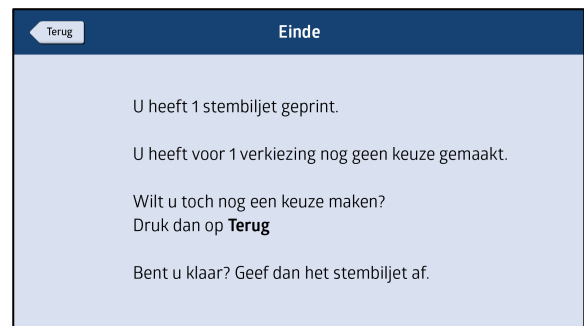 Terug
Einde
U heeft 1 stembiljet geprint.
U heeft voor 1 verkiezing nog geen keuze gemaakt.
Wilt u toch nog een keuze maken?
Druk dan op Terug
Bent u klaar? Geef dan het stembiljet af.